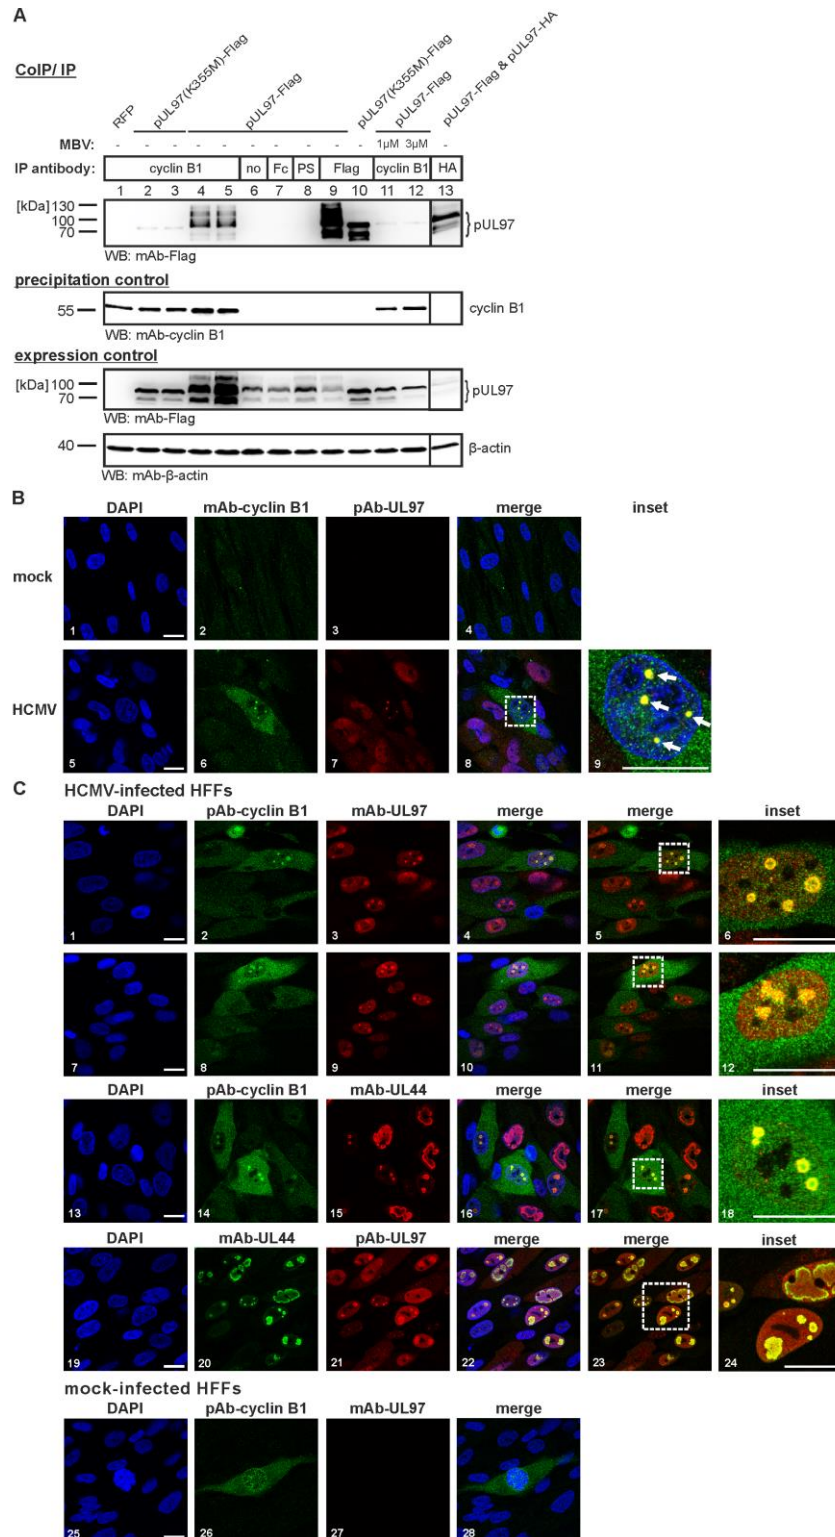 A
CoIP/ IP
RFP
pUL97(K355M)-Flag
pUL97-Flag
pUL97(K355M)-Flag
pUL97-Flag
pUL97-Flag & pUL97-HA
MBV: - - - - - - - - - - 1µM 3µM -
IP antibody: cyclin B1 no Fc PS Flag cyclin B1 HA
1 2 3 4 5 6 7 8 9 10 11 12 13
[kDa] 130
100
70
pUL97
WB: mAb-Flag
precipitation control
55
cyclin B1
WB: mAb-cyclin B1
expression control
[kDa] 100
70
pUL97
WB: mAb-Flag
40
β-actin
WB: mAb-β-actin
B
DAPI mAb-cyclin B1 pAb-UL97 merge inset
mock
1 2 3 4
HCMV
5 6 7 8 9
C HCMV-infected HFFs
DAPI pAb-cyclin B1 mAb-UL97 merge merge inset
1 2 3 4 5 6
7 8 9 10 11 12
DAPI pAb-cyclin B1 mAb-UL44 merge merge inset
13 14 15 16 17 18
DAPI mAb-UL44 pAb-UL97 merge merge inset
19 20 21 22 23 24
mock-infected HFFs
DAPI pAb-cyclin B1 mAb-UL97 merge
25 26 27 28